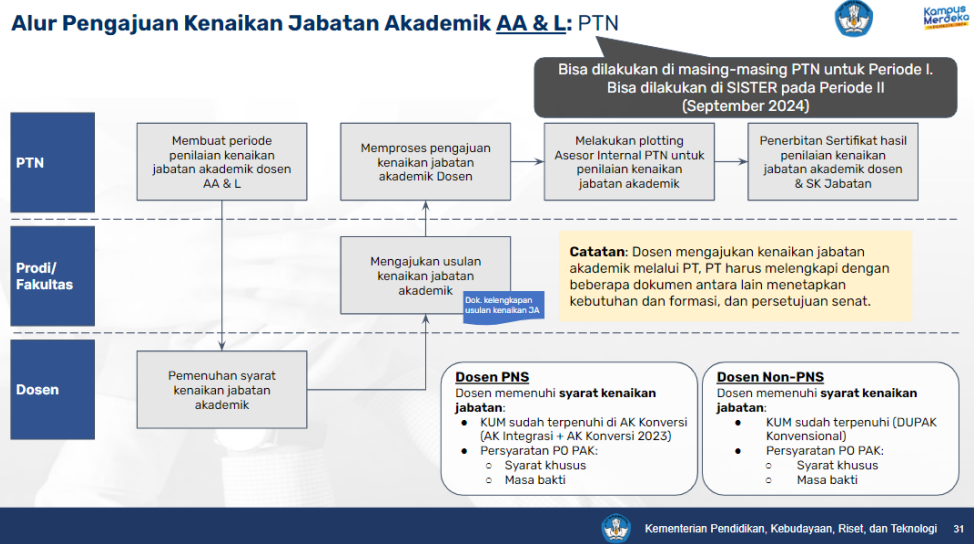 Alur Pengajuan Kenaikan Jabatan Akademik AA & L: PTN
Kampus
Merdeka
Bisa dilakukan di masing-masing PTN untuk Periode I.
Bisa dilakukan di SISTER pada Periode II
(September 2024)
PTN
Membuat periode
penilaian kenaikan
jabatan akademik dosen
AA & L
Memproses pengajuan
kenaikan jabatan
akademik Dosen
Melakukan plotting
Asesor Internal PTN untuk
penilaian kenaikan
jabatan akademik
Penerbitan Sertifikat hasil
penilaian kenaikan
jabatan akademik dosen
& SK Jabatan
Prodi/
Fakultas
Mengajukan usulan
kenaikan jabatan
akademik
Dok. kelengkapan
usulan kenaikan JA
Catatan: Dosen mengajukan kenaikan jabatan
akademik melalui PT, PT harus melengkapi dengan
beberapa dokumen antara lain menetapkan
kebutuhan dan formasi, dan persetujuan senat.
Dosen
Pemenuhan syarat
kenaikan jabatan
akademik
Dosen PNS
Dosen memenuhi syarat kenaikan
jabatan:
● KUM sudah terpenuhi di AK Konversi
(AK Integrasi + AK Konversi 2023)
● Persyaratan PO PAK:
○ Syarat khusus
○ Masa bakti
Dosen Non-PNS
Dosen memenuhi syarat kenaikan
jabatan:
● KUM sudah terpenuhi (DUPAK
Konvensional)
● Persyaratan PO PAK:
○ Syarat khusus
○ Masa bakti
Kementerian Pendidikan, Kebudayaan, Riset, dan Teknologi
31